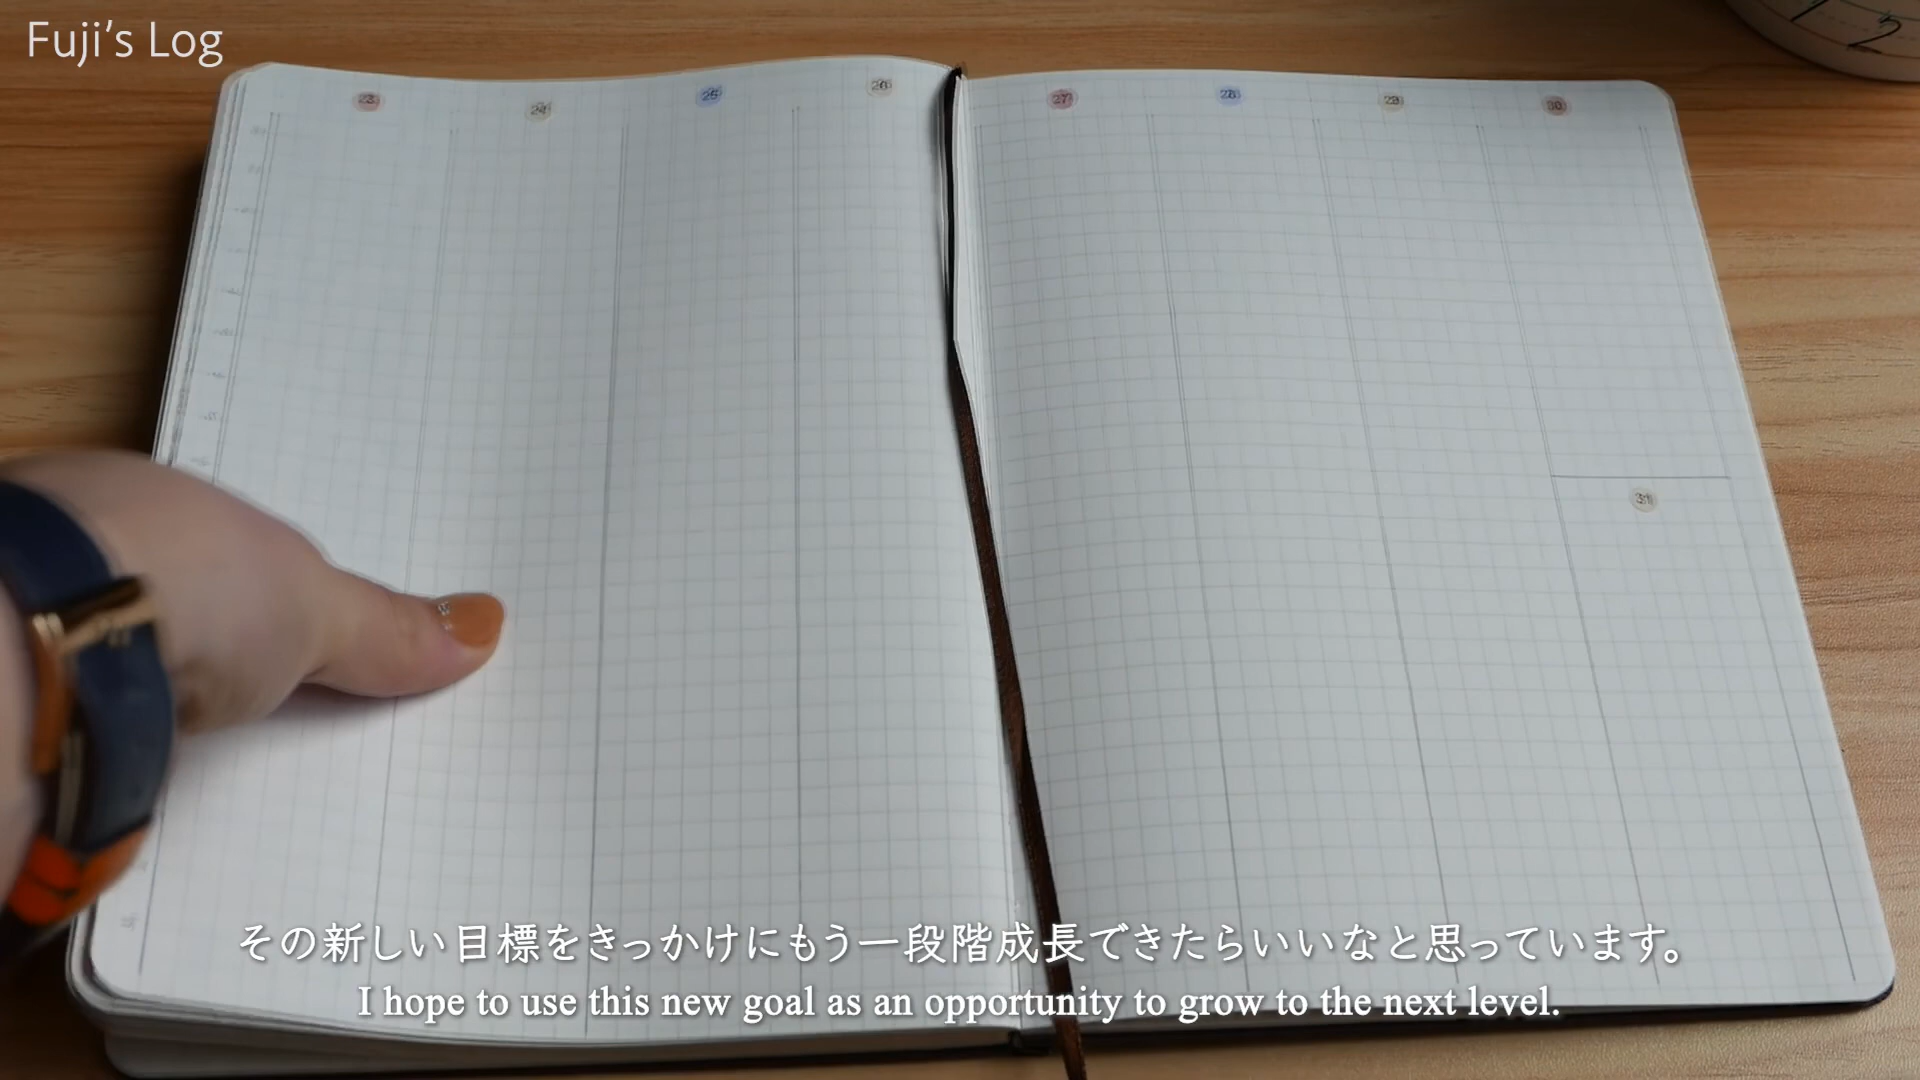 Fuji's Log
12
23 24 25 26 27 28 29 30
31
その新しい目標をきっかけにもう一段階成長できたらいいなと思っています。
I hope to use this new goal as an opportunity to grow to the next level.